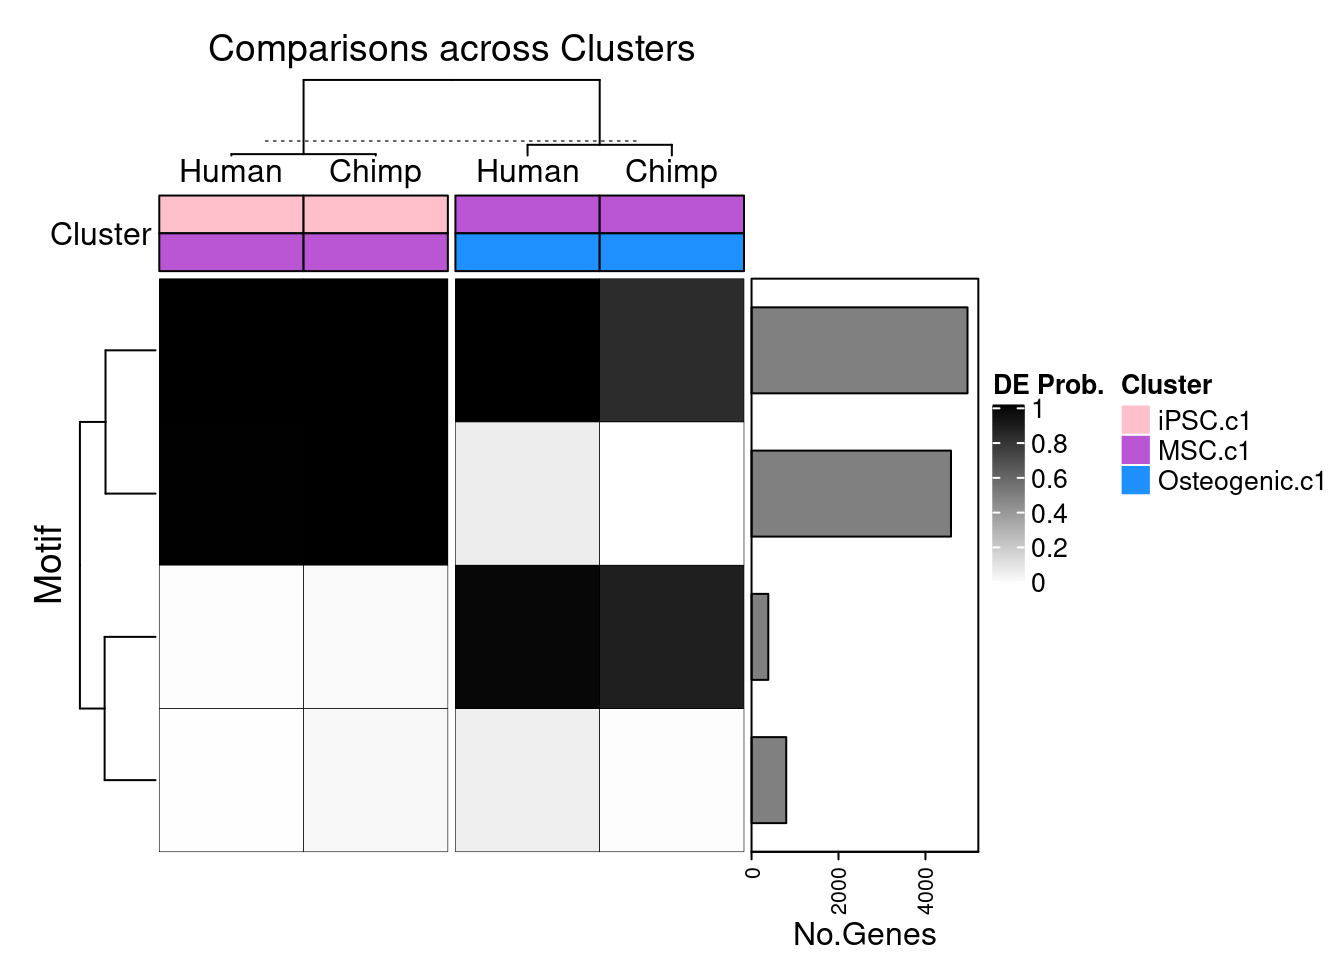 Comparisons across Clusters
Human Chimp Human Chimp
Cluster
Motif
DE Prob.
1
0.8
0.6
0.4
0.2
0
Cluster
iPSC.c1
MSC.c1
Osteogenic.c1
0 2000 4000
No.Genes